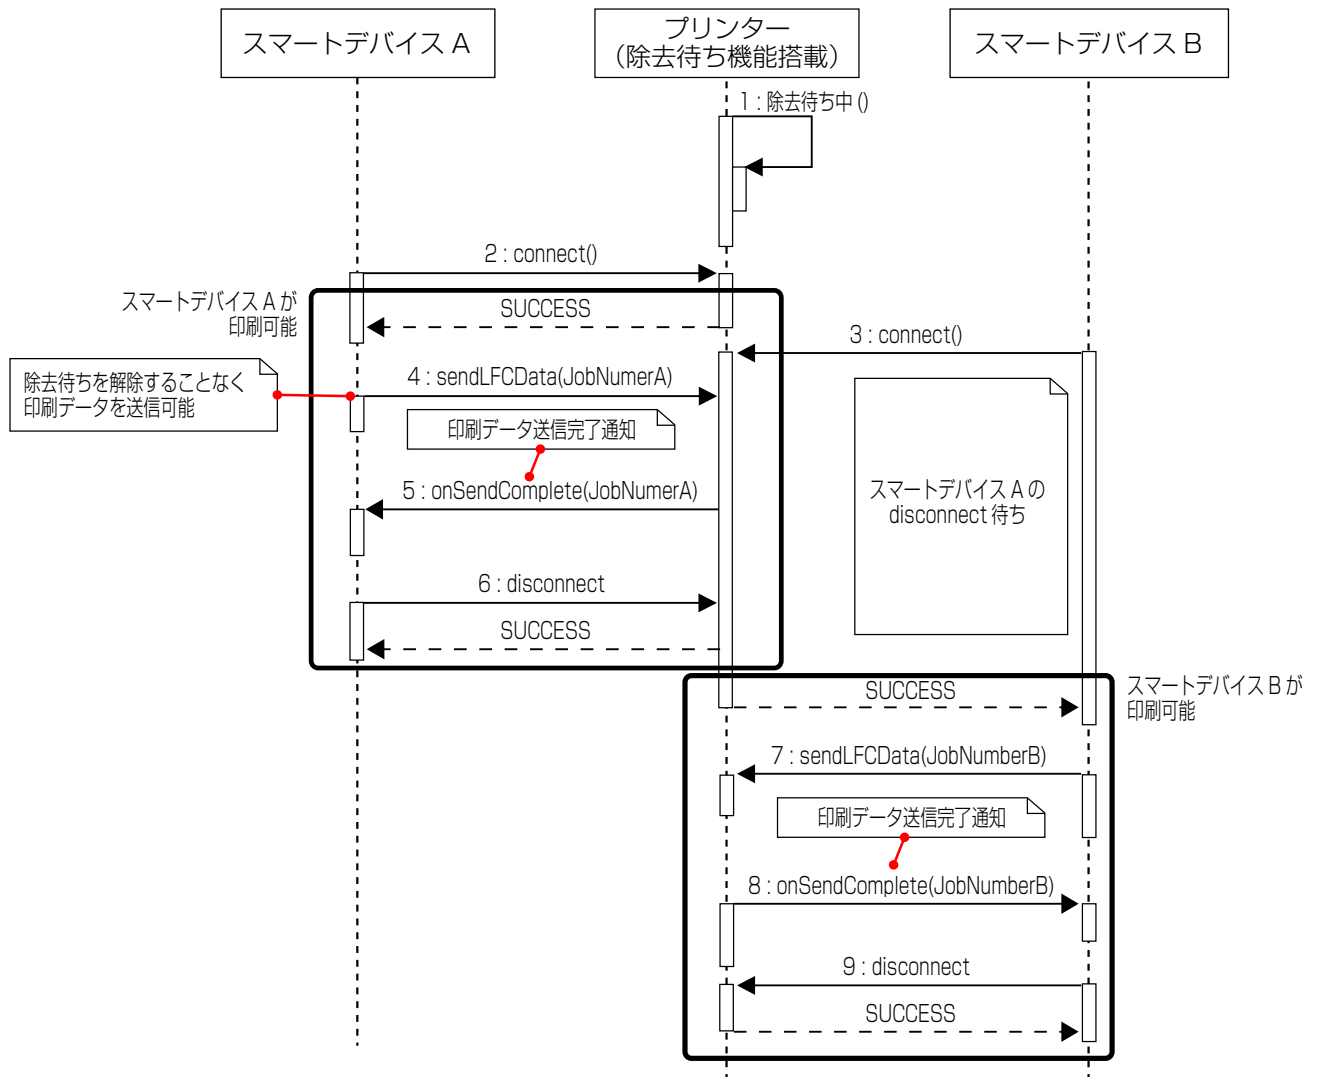 スマートデバイス A
プリンター
（除去待ち機能搭載）
スマートデバイス B
1 : 除去待ち中 ()
2 : connect()
スマートデバイス A が
印刷可能
SUCCESS
3 : connect()
除去待ちを解除することなく
印刷データを送信可能
4 : sendLFCData(JobNumerA)
印刷データ送信完了通知
5 : onSendComplete(JobNumerA)
スマートデバイス A の
disconnect 待ち
6 : disconnect
SUCCESS
SUCCESS
スマートデバイス B が
印刷可能
7 : sendLFCData(JobNumberB)
印刷データ送信完了通知
8 : onSendComplete(JobNumberB)
9 : disconnect
SUCCESS